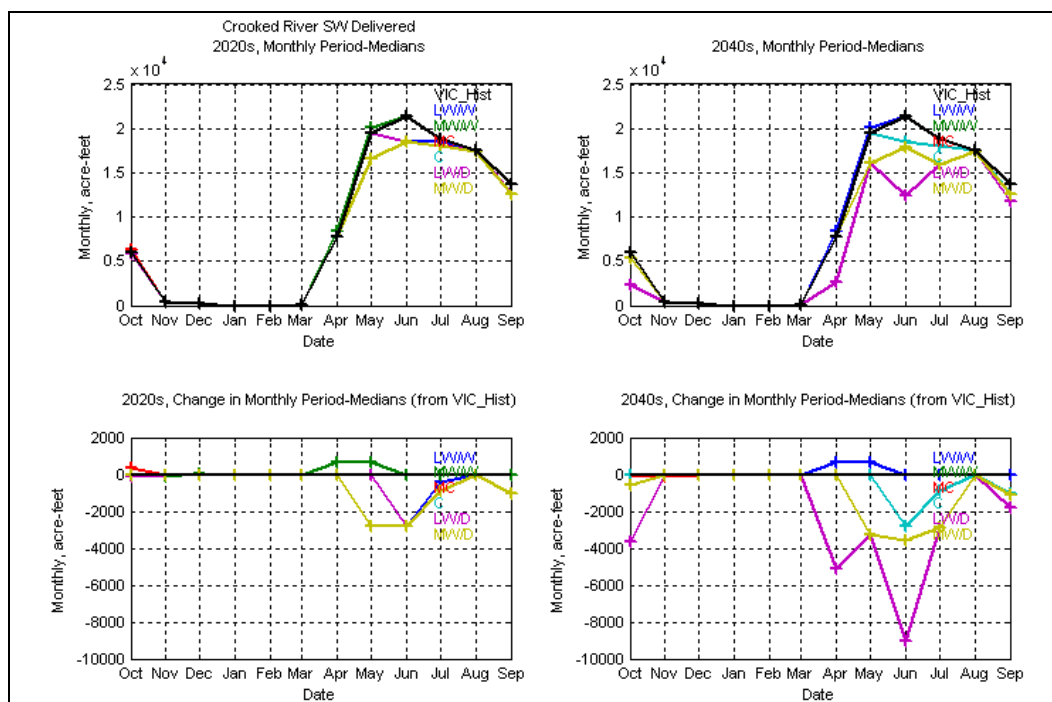 Crooked River SW Delivered
2020s, Monthly Period-Medians
x 10^4
2.5
2
1.5
1
0.5
0
Monthly, acre-feet
Oct Nov Dec Jan Feb Mar Apr May Jun Jul Aug Sep
Date
VIC_Hist
LW/W
MW/W
MC
C
LW/D
MW/D
2040s, Monthly Period-Medians
x 10^4
2.5
2
1.5
1
0.5
0
Monthly, acre-feet
Oct Nov Dec Jan Feb Mar Apr May Jun Jul Aug Sep
Date
VIC_Hist
LW/W
MW/W
MC
C
LW/D
MW/D
2020s, Change in Monthly Period-Medians (from VIC_Hist)
2000
0
-2000
-4000
-6000
-8000
-10000
Monthly, acre-feet
Oct Nov Dec Jan Feb Mar Apr May Jun Jul Aug Sep
Date
LW/W
MW/W
MC
C
LW/D
MW/D
2040s, Change in Monthly Period-Medians (from VIC_Hist)
2000
0
-2000
-4000
-6000
-8000
-10000
Monthly, acre-feet
Oct Nov Dec Jan Feb Mar Apr May Jun Jul Aug Sep
Date
LW/W
MW/W
MC
C
LW/D
MW/D